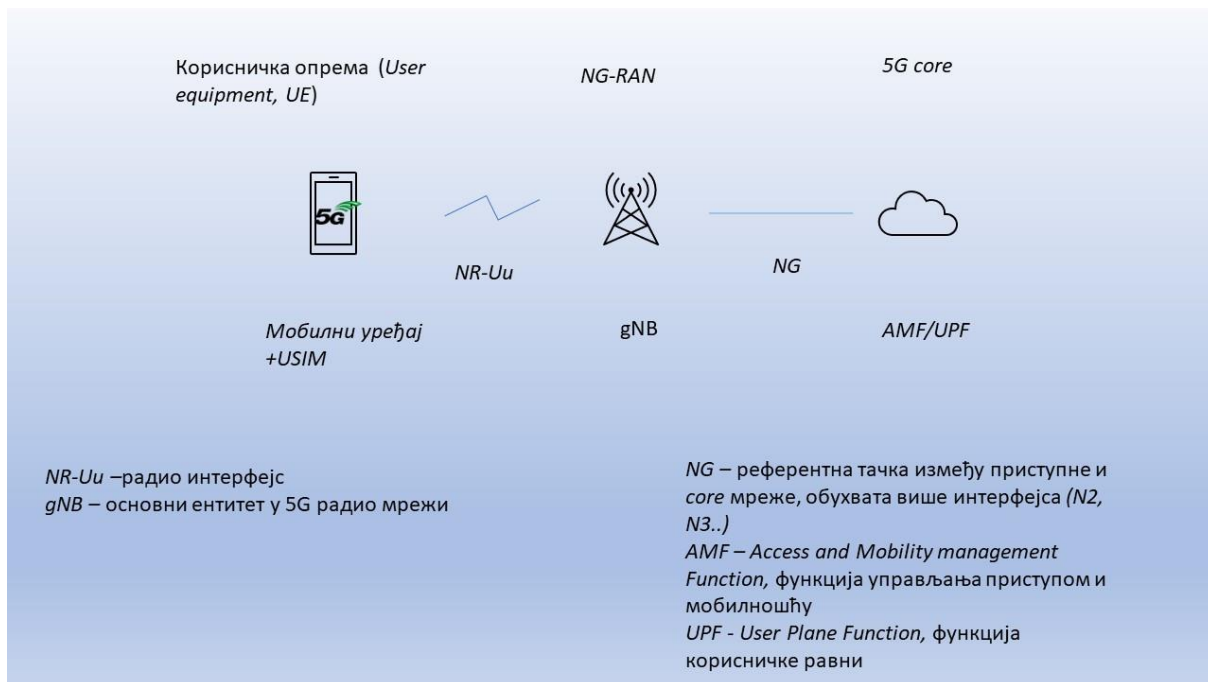 Корисничка опрема (User
equipment, UE)
NG-RAN
5G core
5G
NR-Uu
NG
Мобилни уређај
+USIM
gNB
AMF/UPF
NR-Uu –радио интерфејс
gNB – основни ентитет у 5G радио мрежи
NG – референтна тачка између приступне и
core мреже, обухвата више интерфејса (N2,
N3..)
AMF – Access and Mobility management
Function, функција управљања приступом и
мобилношћу
UPF - User Plane Function, функција
корисничке равни